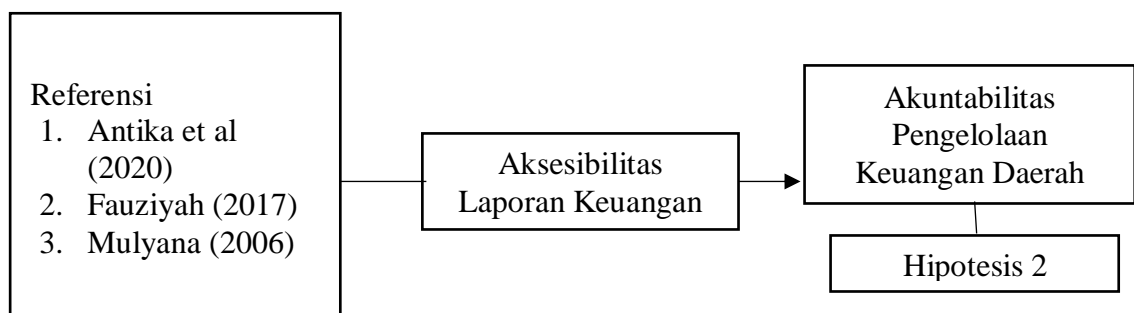 Referensi
1. Antika et al
(2020)
2. Fauziyah (2017)
3. Mulyana (2006)
Aksesibilitas
Laporan Keuangan
Akuntabilitas
Pengelolaan
Keuangan Daerah
Hipotesis 2